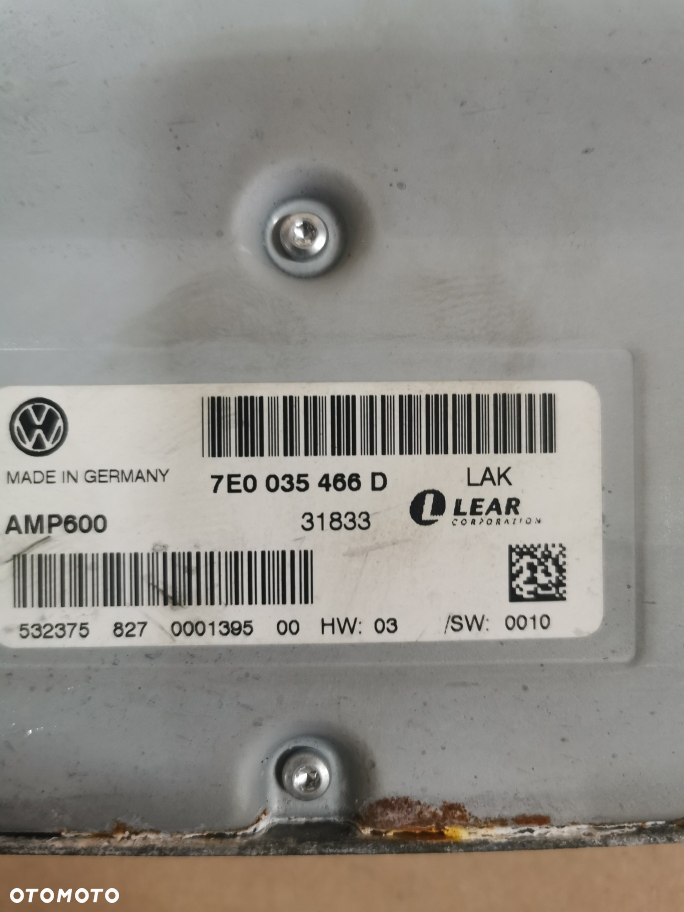 MADE IN GERMANY
7E0 035 466 D
LAK
AMP600
31833
LEAR
CORPORATION
532375 827 0001395 00 HW: 03 /SW: 0010
OTOMOTO